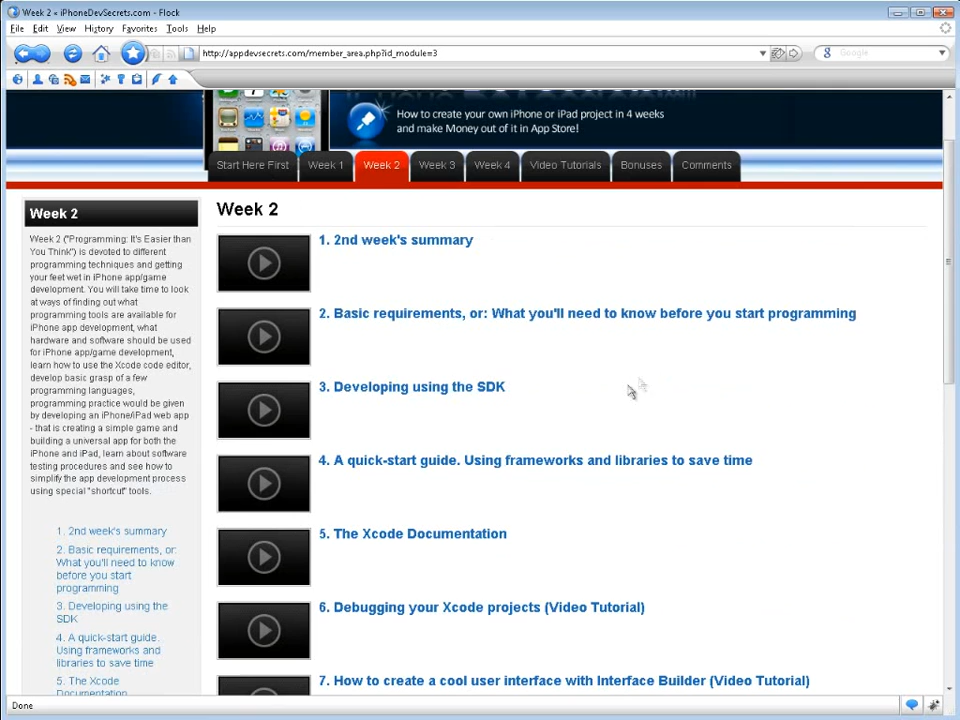 Week 2 « iPhoneDevSecrets.com - Flock
File Edit View History Favorites Tools Help
http://appdevsecrets.com/member_area.php?id_module=3
Google
How to create your own iPhone or iPad project in 4 weeks
and make Money out of it in App Store!
Start Here First Week 1 Week 2 Week 3 Week 4 Video Tutorials Bonuses Comments
Week 2
Week 2 ("Programming: It's Easier than
You Think") is devoted to different
programming techniques and getting
your feet wet in iPhone app/game
development. You will take time to look
at ways of finding out what
programming tools are available for
iPhone app development, what
hardware and software should be used
for iPhone app/game development,
learn how to use the Xcode code editor,
develop basic grasp of a few
programming languages,
programming practice would be given
by developing an iPhone/iPad web app
- that is creating a simple game and
building a universal app for both the
iPhone and iPad, learn about software
testing procedures and see how to
simplify the app development process
using special "shortcut" tools.
1. 2nd week's summary
2. Basic requirements, or:
What you'll need to know
before you start
programming
3. Developing using the
SDK
4. A quick-start guide.
Using frameworks and
libraries to save time
5. The Xcode
Documentation
Week 2
1. 2nd week's summary
2. Basic requirements, or: What you'll need to know before you start programming
3. Developing using the SDK
4. A quick-start guide. Using frameworks and libraries to save time
5. The Xcode Documentation
6. Debugging your Xcode projects (Video Tutorial)
7. How to create a cool user interface with Interface Builder (Video Tutorial)
Done